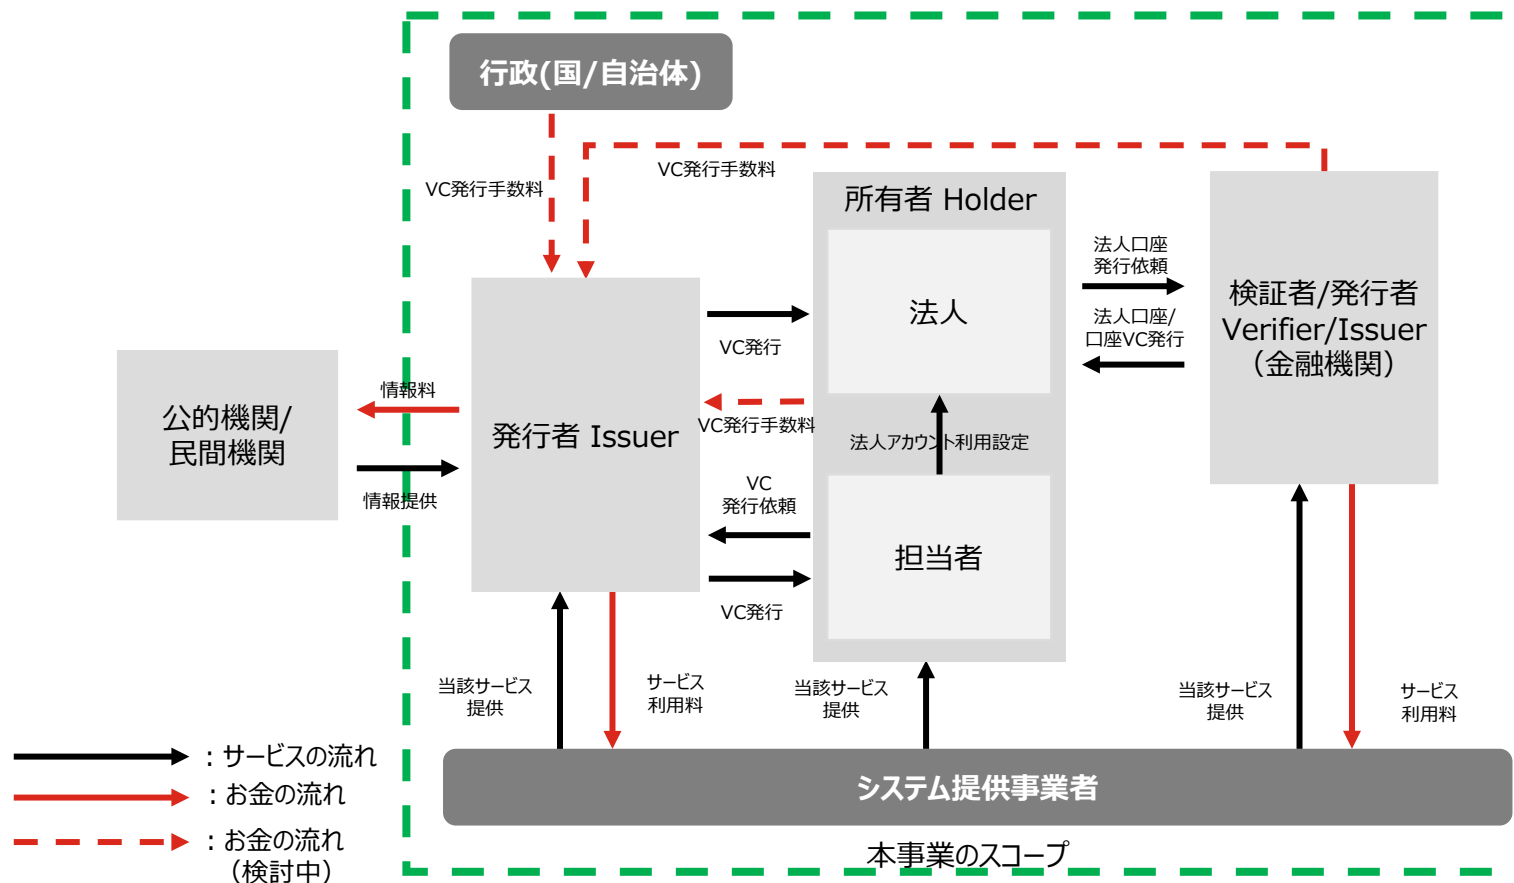 行政(国/自治体)
VC発行手数料
VC発行手数料
所有者 Holder
法人
法人アカウント利用設定
担当者
法人口座
発行依頼
法人口座/
口座VC発行
検証者/発行者
Verifier/Issuer
（金融機関）
VC発行
VC発行手数料
発行者 Issuer
公的機関/
民間機関
情報料
情報提供
VC
発行依頼
VC発行
当該サービス
提供
サービス
利用料
当該サービス
提供
当該サービス
提供
サービス
利用料
システム提供事業者
：サービスの流れ
：お金の流れ
：お金の流れ
（検討中）
本事業のスコープ